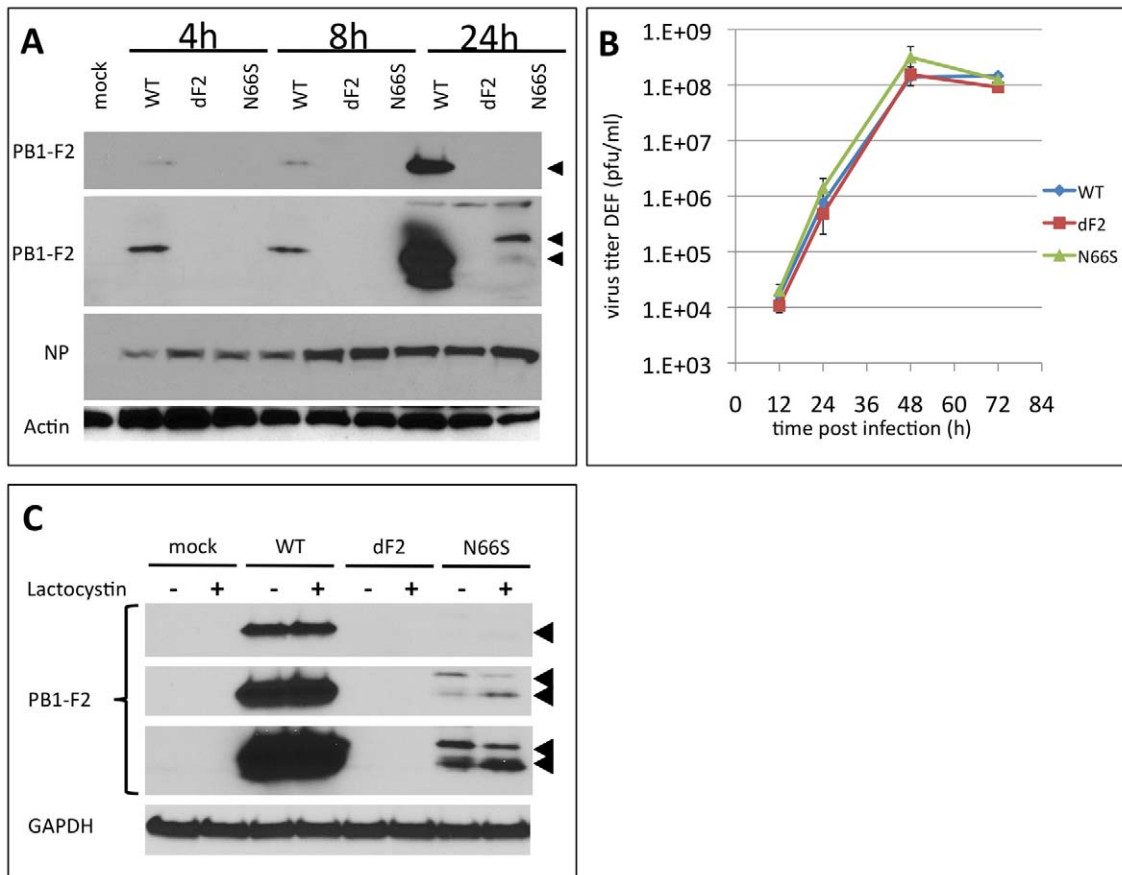 A
4h 8h 24h
mock WT dF2 N66S WT dF2 N66S WT dF2 N66S
PB1-F2
PB1-F2
NP
Actin
B
1.E+09
1.E+08
1.E+07
1.E+06
1.E+05
1.E+04
1.E+03
virus titer DEF (pfu/ml)
0 12 24 36 48 60 72 84
time post infection (h)
WT
dF2
N66S
C
mock WT dF2 N66S
Lactocystin - + - + - + - +
PB1-F2
GAPDH